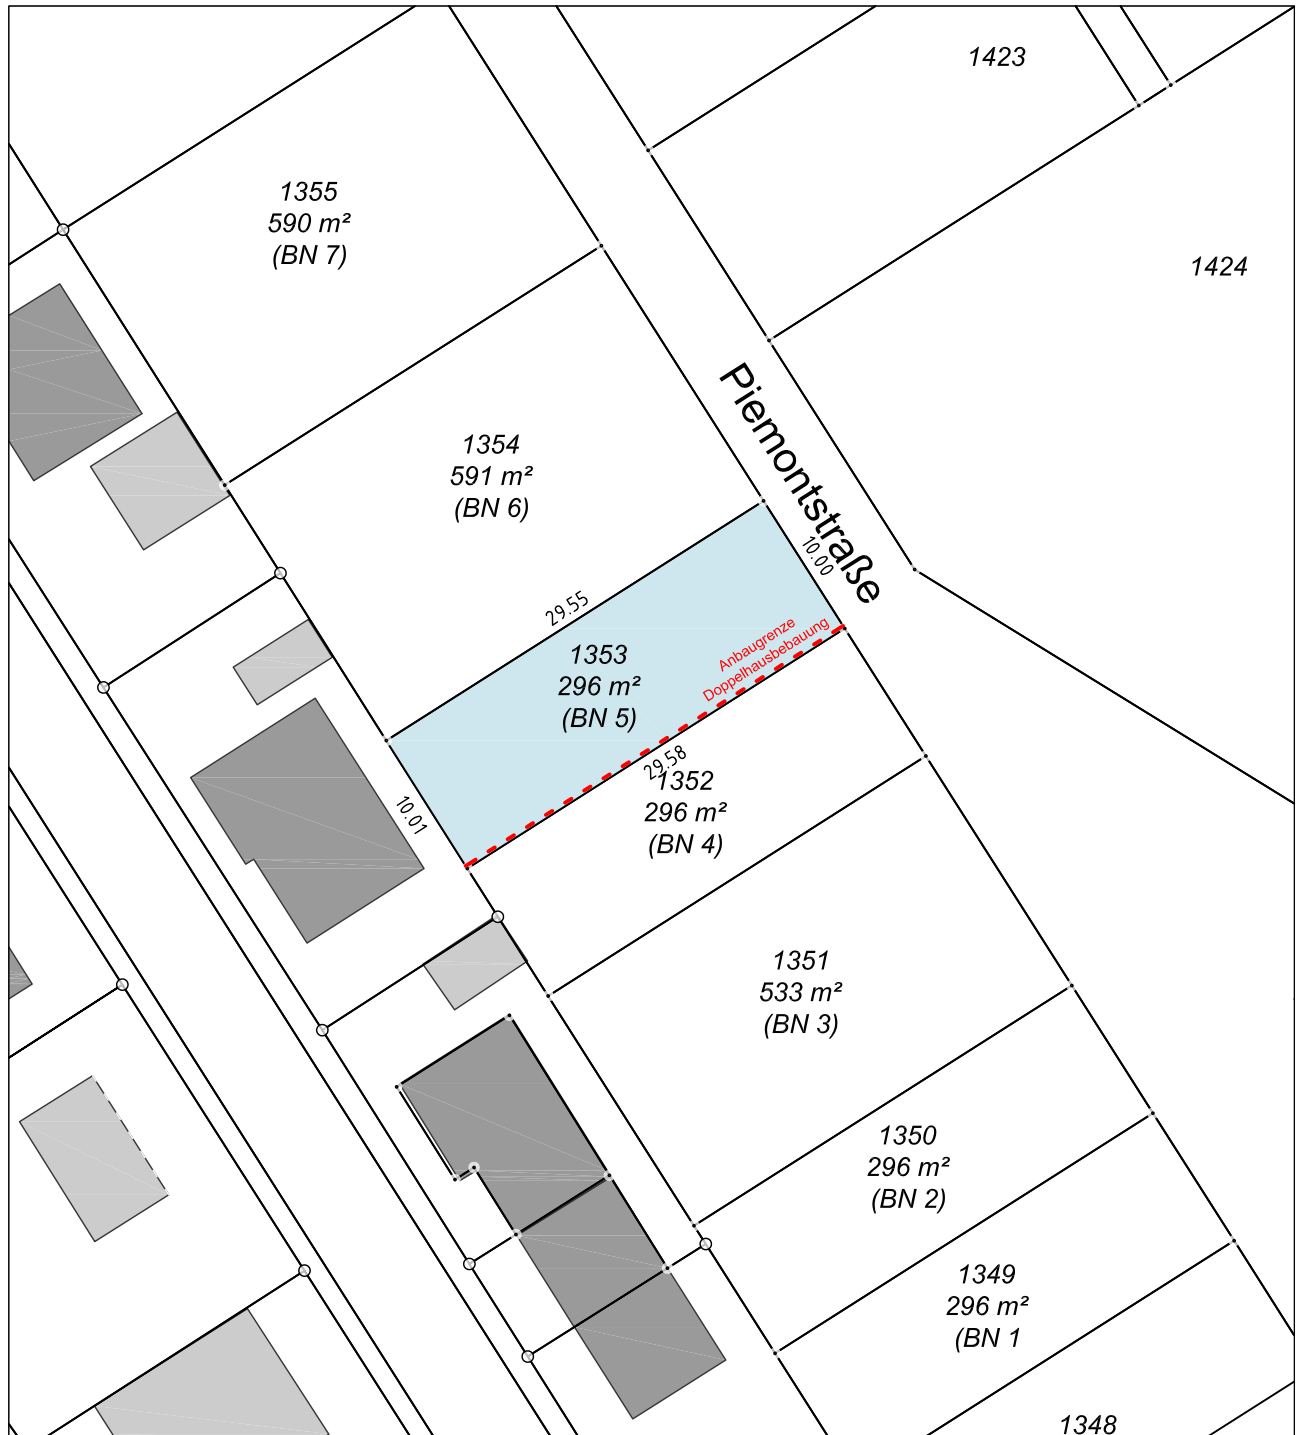 1423
1355
590 m²
(BN 7)
1424
1354
591 m²
(BN 6)
Piemontstraße
10.00
29.55
1353
296 m²
(BN 5)
Anbaugrenze
Doppelhausbebauung
29.58
10.01
1352
296 m²
(BN 4)
1351
533 m²
(BN 3)
1350
296 m²
(BN 2)
1349
296 m²
(BN 1
1348